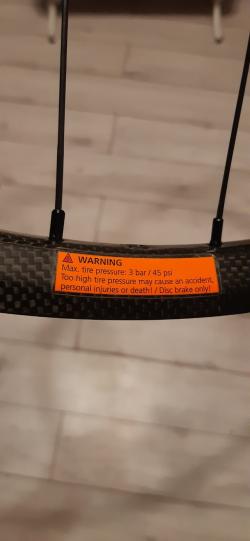 WARNING
Max. tire pressure: 3 bar / 45 psi
Too high tire pressure may cause an accident,
personal injuries or death! / Disc brake only!